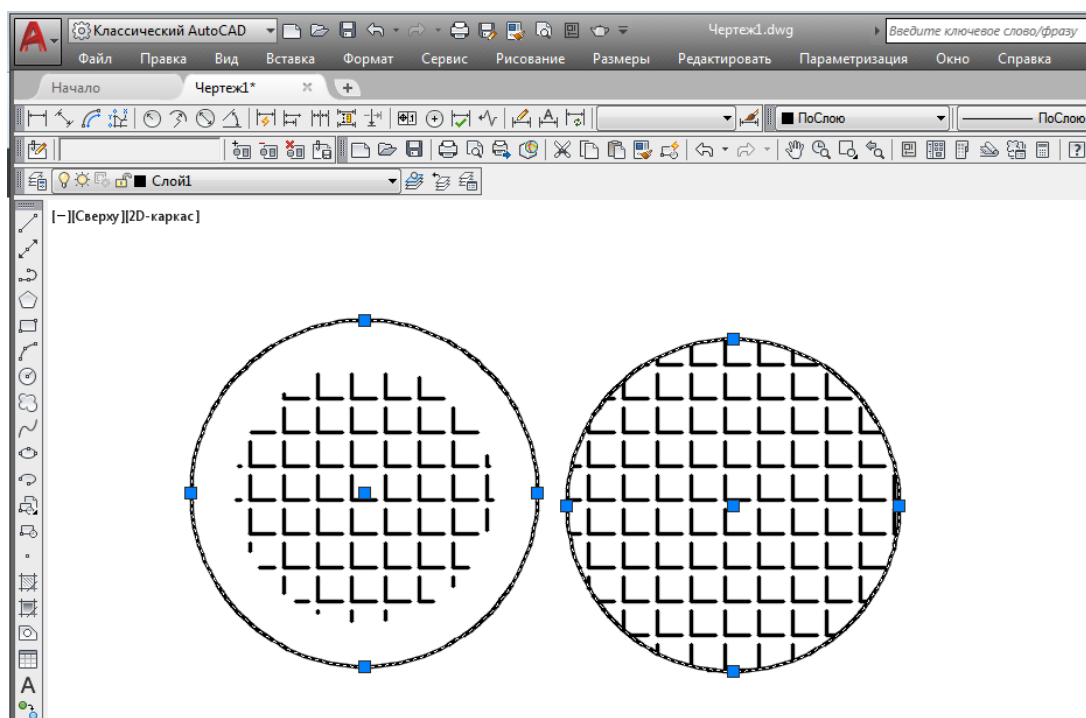 Классический AutoCAD Чертеж1.dwg Введите ключевое слово/фразу
Файл Правка Вид Вставка Формат Сервис Рисование Размеры Редактировать Параметризация Окно Справка
Начало Чертеж1*
ПоСлою ПоСлою
Слой1
[−][Сверху][2D-каркас]